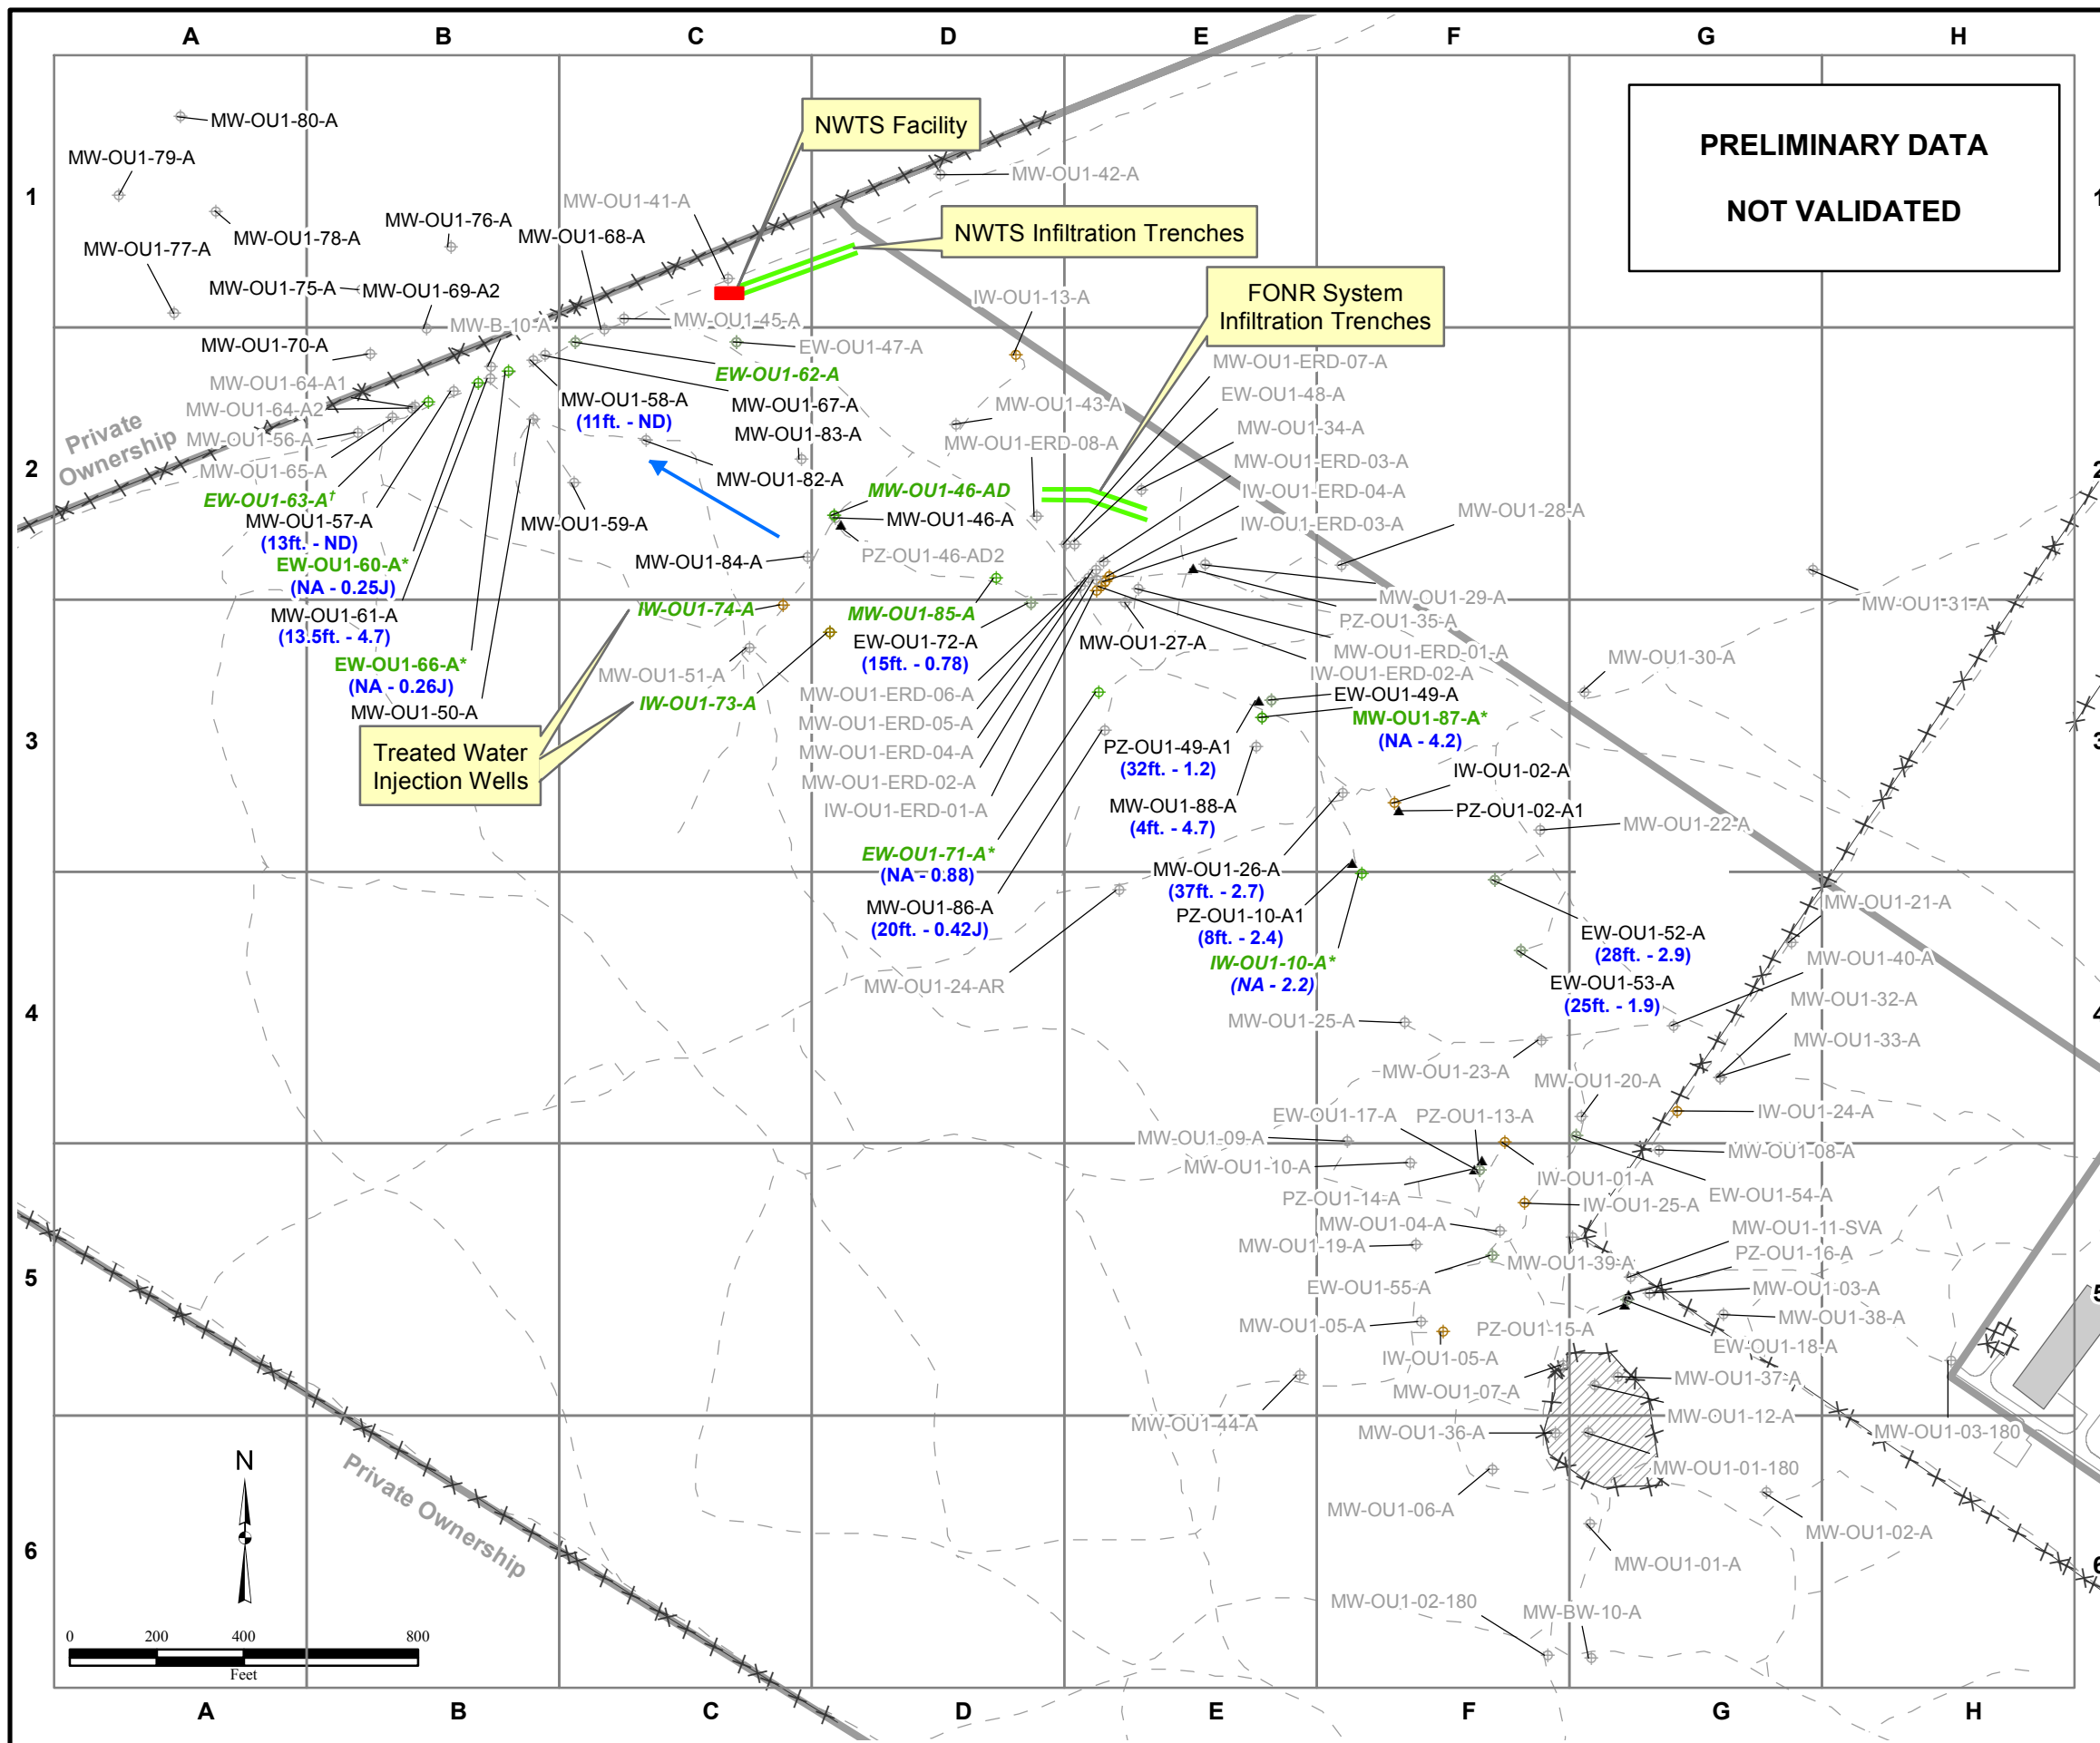 A B C D E F G H
PRELIMINARY DATA
NOT VALIDATED
1
1
NWTS Facility
MW-OU1-80-A
MW-OU1-79-A
MW-OU1-42-A
MW-OU1-41-A
MW-OU1-76-A
MW-OU1-78-A
MW-OU1-68-A
NWTS Infiltration Trenches
MW-OU1-77-A
MW-OU1-75-A
MW-OU1-69-A2
FONR System
Infiltration Trenches
IW-OU1-13-A
MW-B-10-A
MW-OU1-45-A
MW-OU1-70-A
EW-OU1-47-A
MW-OU1-ERD-07-A
MW-OU1-64-A1
EW-OU1-62-A
EW-OU1-48-A
MW-OU1-64-A2
MW-OU1-58-A
(11ft. - ND)
MW-OU1-67-A
MW-OU1-43-A
MW-OU1-34-A
Private
Ownership
MW-OU1-56-A
MW-OU1-83-A
MW-OU1-ERD-08-A
MW-OU1-ERD-03-A
2
2
MW-OU1-65-A
MW-OU1-82-A
MW-OU1-46-AD
IW-OU1-ERD-04-A
EW-OU1-63-A†
MW-OU1-57-A
(13ft. - ND)
MW-OU1-59-A
MW-OU1-46-A
IW-OU1-ERD-03-A
MW-OU1-28-A
EW-OU1-60-A*
(NA - 0.25J)
MW-OU1-84-A
PZ-OU1-46-AD2
MW-OU1-61-A
(13.5ft. - 4.7)
IW-OU1-74-A
MW-OU1-85-A
MW-OU1-29-A
MW-OU1-31-A
PZ-OU1-35-A
EW-OU1-72-A
(15ft. - 0.78)
MW-OU1-27-A
MW-OU1-ERD-01-A
EW-OU1-66-A*
(NA - 0.26J)
MW-OU1-51-A
IW-OU1-ERD-02-A
MW-OU1-30-A
MW-OU1-50-A
IW-OU1-73-A
MW-OU1-ERD-06-A
EW-OU1-49-A
MW-OU1-ERD-05-A
MW-OU1-87-A*
(NA - 4.2)
3
3
Treated Water
Injection Wells
MW-OU1-ERD-04-A
PZ-OU1-49-A1
(32ft. - 1.2)
MW-OU1-ERD-02-A
IW-OU1-02-A
IW-OU1-ERD-01-A
MW-OU1-88-A
(4ft. - 4.7)
PZ-OU1-02-A1
MW-OU1-22-A
EW-OU1-71-A*
(NA - 0.88)
MW-OU1-26-A
(37ft. - 2.7)
MW-OU1-86-A
(20ft. - 0.42J)
PZ-OU1-10-A1
(8ft. - 2.4)
MW-OU1-21-A
EW-OU1-52-A
(28ft. - 2.9)
IW-OU1-10-A*
(NA - 2.2)
MW-OU1-40-A
MW-OU1-24-AR
EW-OU1-53-A
(25ft. - 1.9)
4
4
MW-OU1-32-A
MW-OU1-25-A
MW-OU1-33-A
MW-OU1-23-A
MW-OU1-20-A
EW-OU1-17-A
PZ-OU1-13-A
IW-OU1-24-A
MW-OU1-09-A
MW-OU1-08-A
MW-OU1-10-A
IW-OU1-01-A
PZ-OU1-14-A
EW-OU1-54-A
IW-OU1-25-A
MW-OU1-04-A
MW-OU1-11-SVA
MW-OU1-19-A
PZ-OU1-16-A
MW-OU1-39-A
5
5
EW-OU1-55-A
MW-OU1-03-A
MW-OU1-05-A
PZ-OU1-15-A
MW-OU1-38-A
EW-OU1-18-A
IW-OU1-05-A
MW-OU1-07-A
MW-OU1-37-A
MW-OU1-44-A
MW-OU1-12-A
MW-OU1-36-A
MW-OU1-03-180
N
Private Ownership
MW-OU1-01-180
MW-OU1-06-A
MW-OU1-02-A
6
6
MW-OU1-01-A
MW-OU1-02-180
MW-BW-10-A
0 200 400 800
Feet
A B C D E F G H